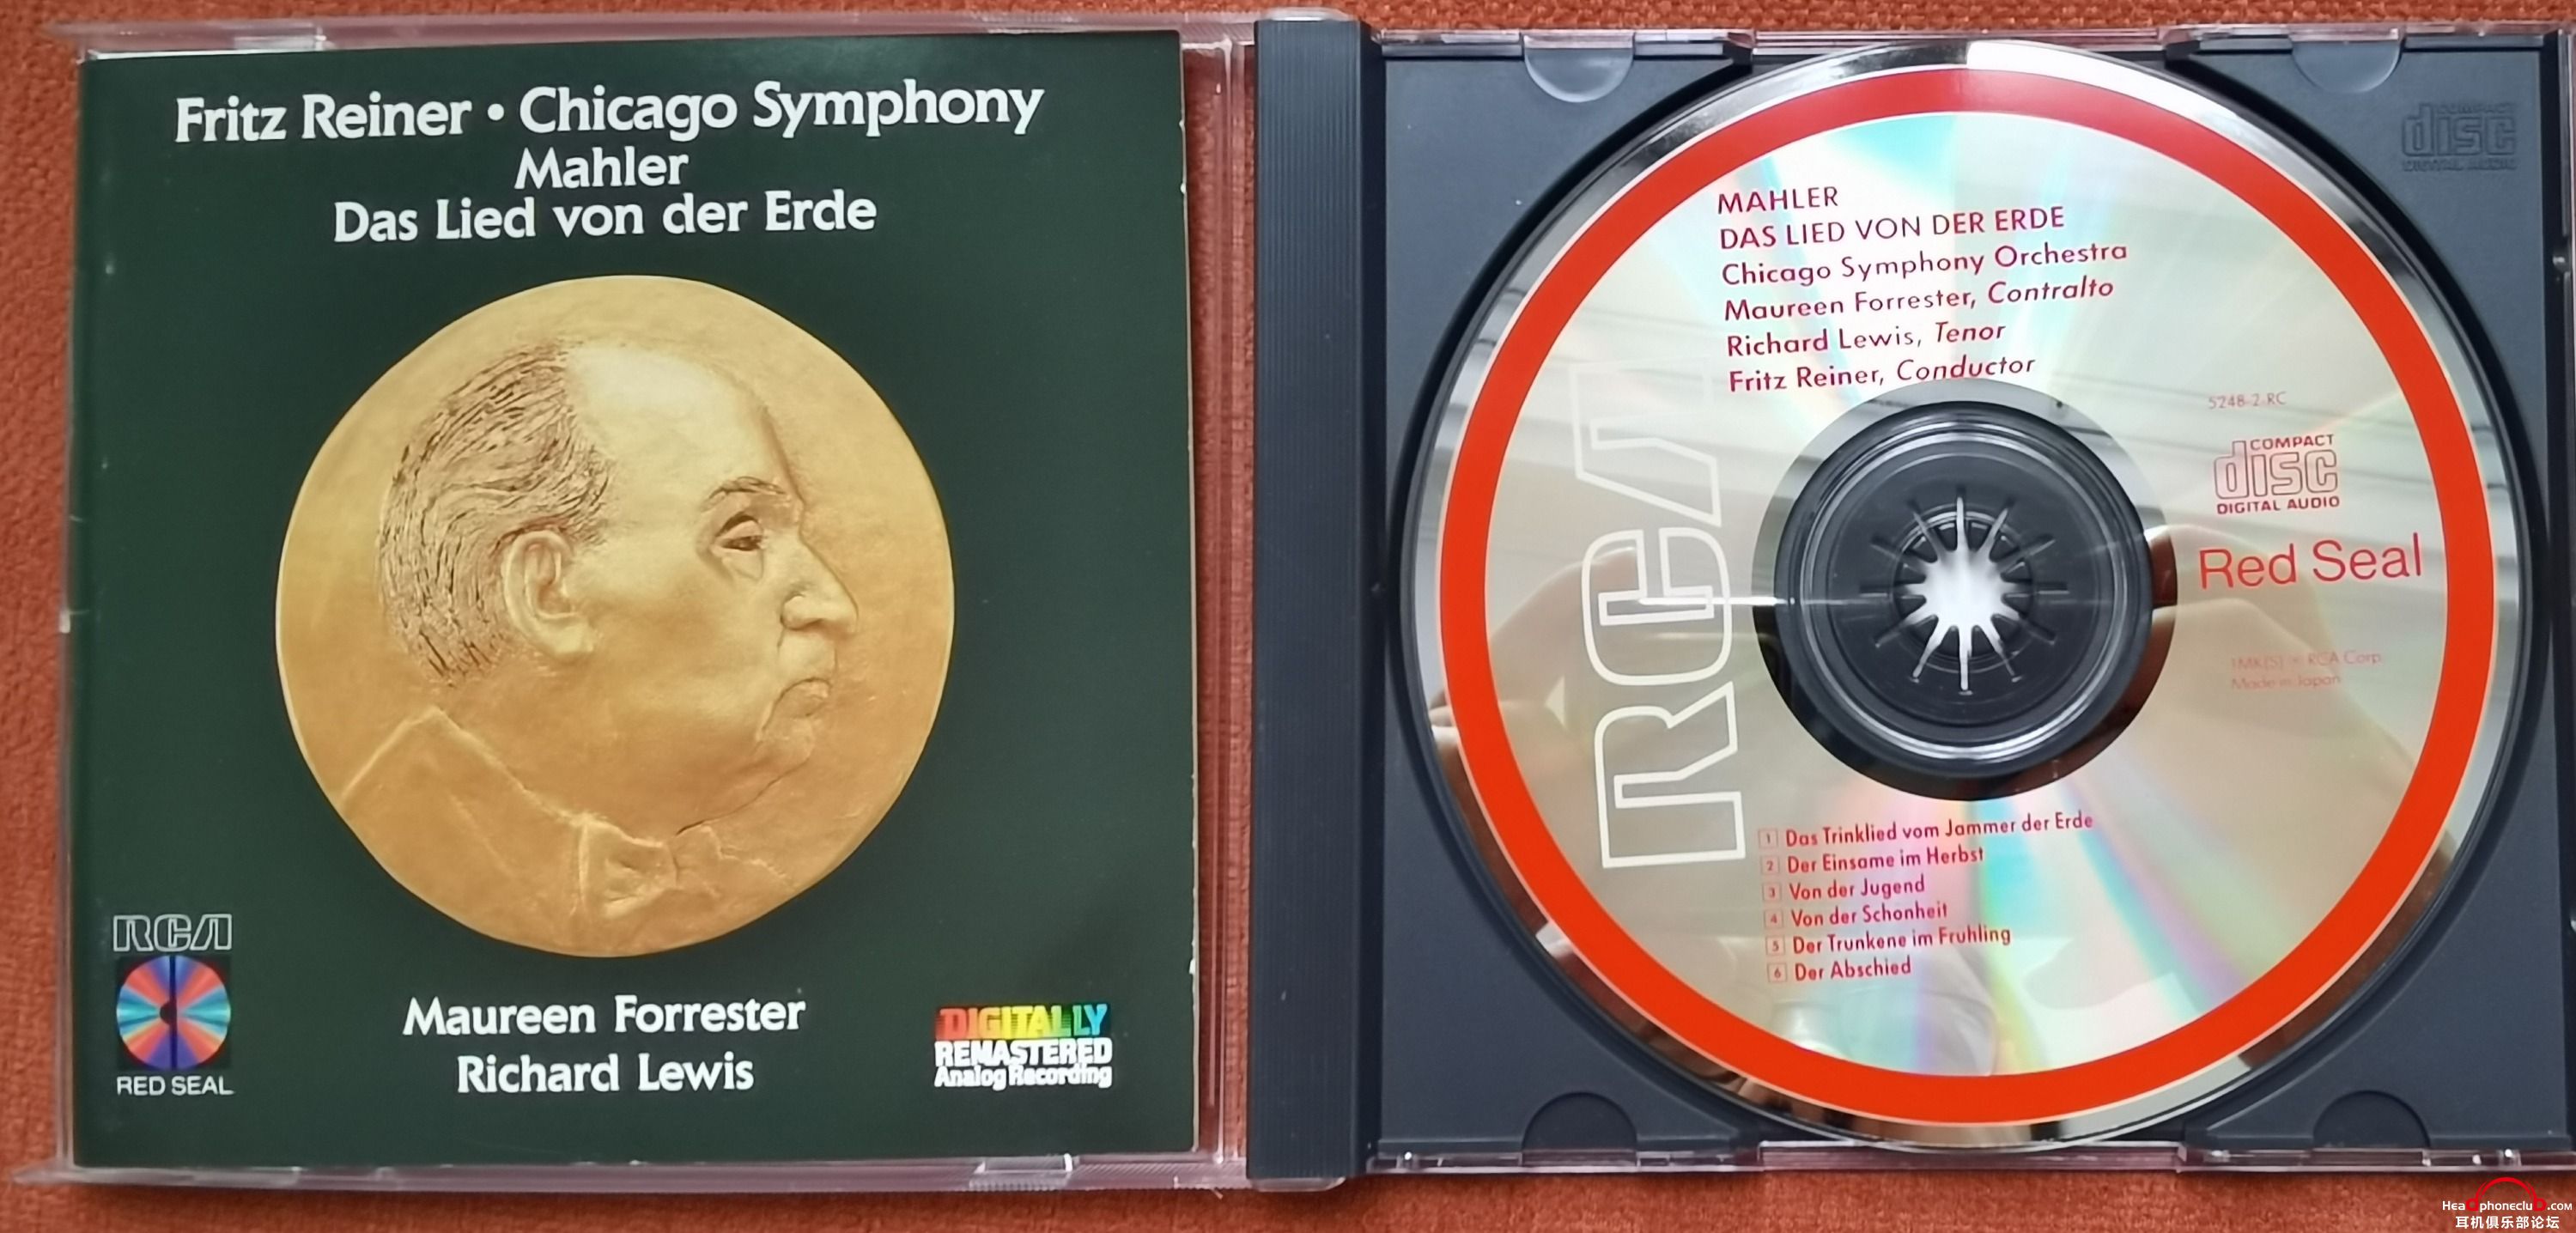 Fritz Reiner • Chicago Symphony
Mahler
Das Lied von der Erde
RCA
RED SEAL
Maureen Forrester
Richard Lewis
DIGITALLY
REMASTERED
Analog Recording
COMPACT
disc
DIGITAL AUDIO
MAHLER
DAS LIED VON DER ERDE
Chicago Symphony Orchestra
Maureen Forrester, Contralto
Richard Lewis, Tenor
Fritz Reiner, Conductor
RCA
5248-2-RC
COMPACT
disc
DIGITAL AUDIO
Red Seal
RCA Corp.
Made in Japan
1 Das Trinklied vom Jammer der Erde
2 Der Einsame im Herbst
3 Von der Jugend
4 Von der Schonheit
5 Der Trunkene im Fruhling
6 Der Abschied
Headphoneclub.com
耳机俱乐部论坛